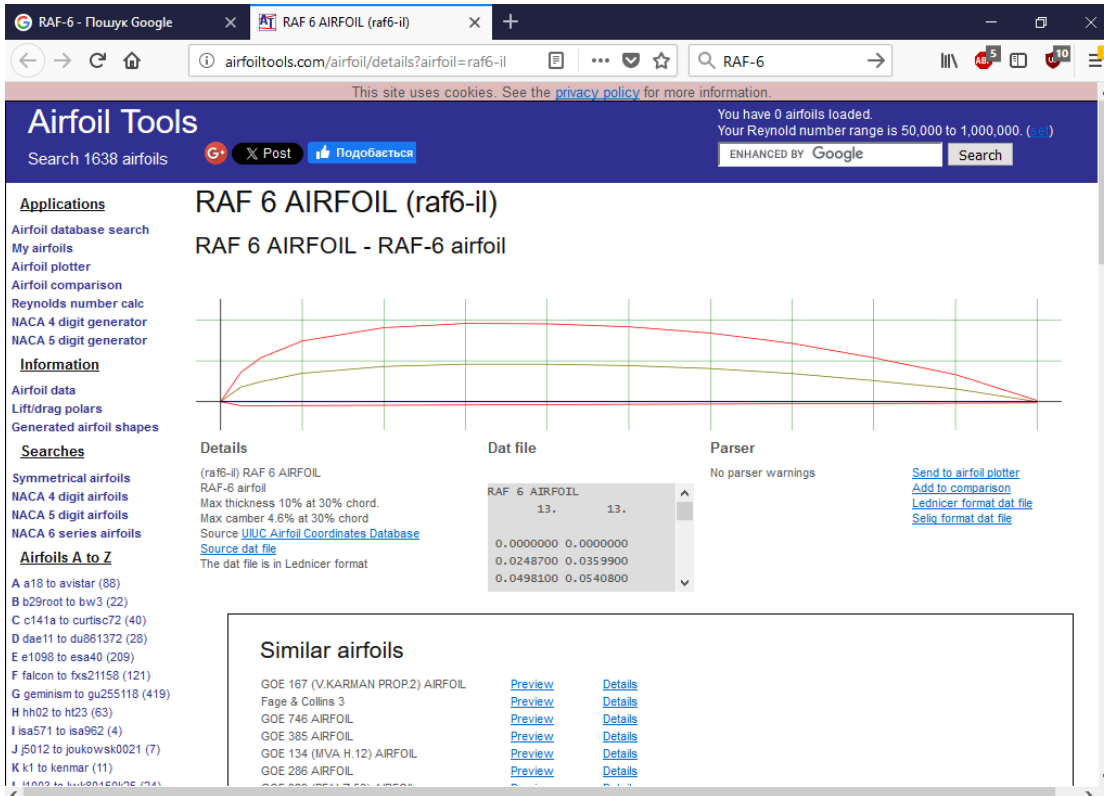 RAF-6 - Пошук Google
RAF 6 AIRFOIL (raf6-il)
airfoiltools.com/airfoil/details?airfoil=raf6-il
RAF-6
5
10
This site uses cookies. See the privacy policy for more information.
Airfoil Tools
Search 1638 airfoils
G+
X Post
Подобається
You have 0 airfoils loaded.
Your Reynold number range is 50,000 to 1,000,000. (set)
ENHANCED BY Google
Search
Applications
Airfoil database search
My airfoils
Airfoil plotter
Airfoil comparison
Reynolds number calc
NACA 4 digit generator
NACA 5 digit generator
Information
Airfoil data
Lift/drag polars
Generated airfoil shapes
Searches
Symmetrical airfoils
NACA 4 digit airfoils
NACA 5 digit airfoils
NACA 6 series airfoils
Airfoils A to Z
A a18 to avistar (88)
B b29root to bw3 (22)
C c141a to curtisc72 (40)
D dae11 to du861372 (28)
E e1098 to esa40 (209)
F falcon to fxs21158 (121)
G geminism to gu255118 (419)
H hh02 to ht23 (63)
I isa571 to isa962 (4)
J j5012 to joukowsk0021 (7)
K k1 to kenmar (11)
RAF 6 AIRFOIL (raf6-il)
RAF 6 AIRFOIL - RAF-6 airfoil
Details
(raf6-il) RAF 6 AIRFOIL
RAF-6 airfoil
Max thickness 10% at 30% chord.
Max camber 4.6% at 30% chord
Source UIUC Airfoil Coordinates Database
Source dat file
The dat file is in Lednicer format
Dat file
RAF 6 AIRFOIL
13. 13.
0.0000000 0.0000000
0.0248700 0.0359900
0.0498100 0.0540800
Parser
No parser warnings
Send to airfoil plotter
Add to comparison
Lednicer format dat file
Selig format dat file
Similar airfoils
GOE 167 (V.KARMAN PROP.2) AIRFOIL Preview Details
Fage & Collins 3 Preview Details
GOE 746 AIRFOIL Preview Details
GOE 385 AIRFOIL Preview Details
GOE 134 (MVA H.12) AIRFOIL Preview Details
GOE 286 AIRFOIL Preview Details